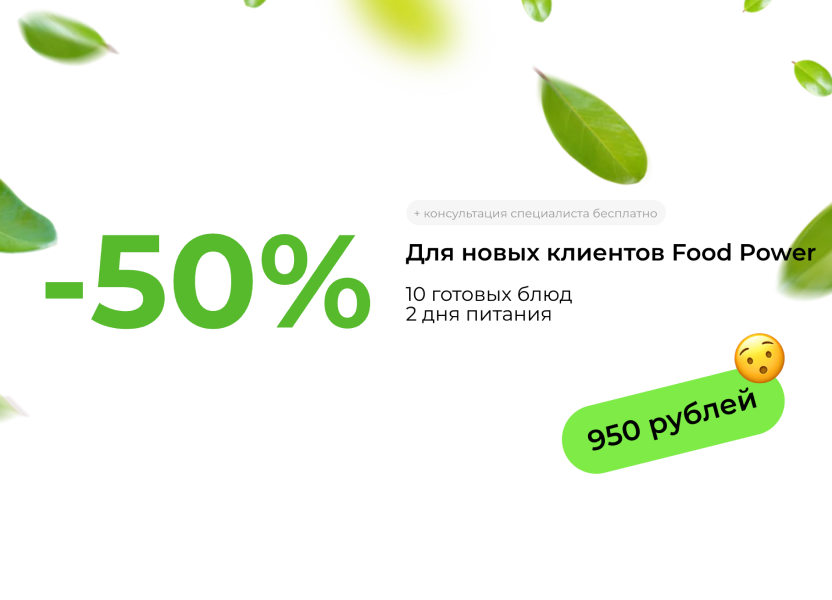 -50%
+ консультация специалиста бесплатно
Для новых клиентов Food Power
10 готовых блюд
2 дня питания
950 рублей